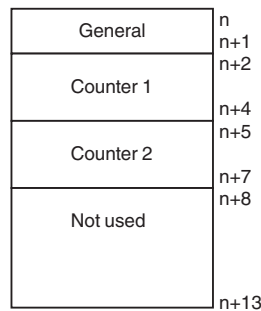 General
n
n+1
n+2
Counter 1
n+4
n+5
Counter 2
n+7
n+8
Not used
n+13